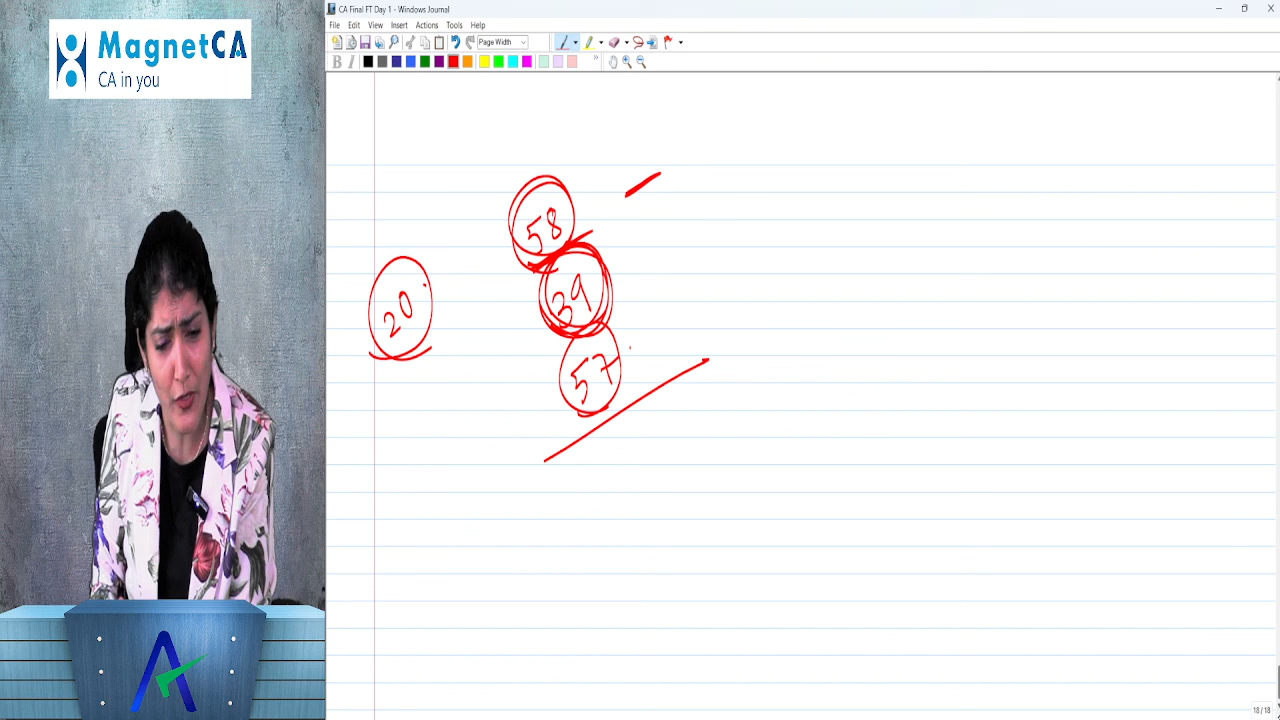 MagnetCA
CA in you
CA Final FT Day 1 - Windows Journal
File Edit View Insert Actions Tools Help
Page Width
B I
58
20
39
57
18 / 18